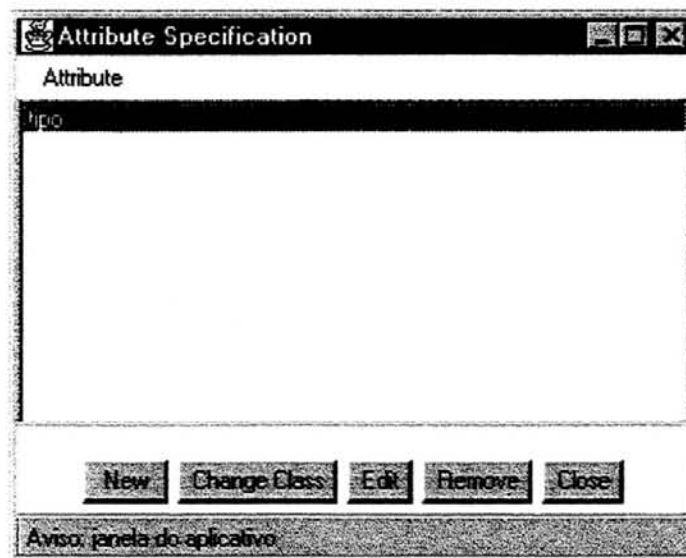 Attribute Specification
Attribute
tipo
New Change Class Edit Remove Close
Aviso: janela do aplicativo